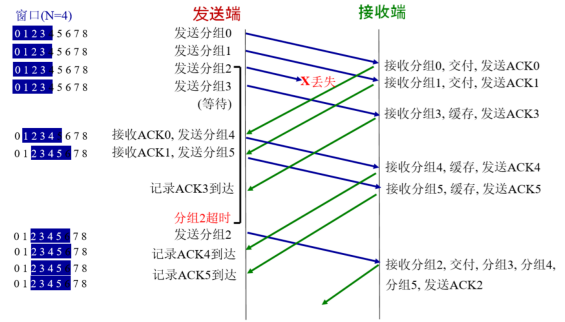 窗口(N=4)
发送端
接收端
0 1 2 3 4 5 6 7 8
发送分组0
0 1 2 3 4 5 6 7 8
发送分组1
接收分组0, 交付, 发送ACK0
0 1 2 3 4 5 6 7 8
发送分组2
X丢失
接收分组1, 交付, 发送ACK1
0 1 2 3 4 5 6 7 8
发送分组3
(等待)
接收分组3, 缓存, 发送ACK3
0 1 2 3 4 5 6 7 8
接收ACK0, 发送分组4
0 1 2 3 4 5 6 7 8
接收ACK1, 发送分组5
接收分组4, 缓存, 发送ACK4
记录ACK3到达
接收分组5, 缓存, 发送ACK5
分组2超时
0 1 2 3 4 5 6 7 8
发送分组2
0 1 2 3 4 5 6 7 8
记录ACK4到达
接收分组2, 交付, 分组3, 分组4,
0 1 2 3 4 5 6 7 8
记录ACK5到达
分组5, 发送ACK2
0 1 2 3 4 5 6 7 8